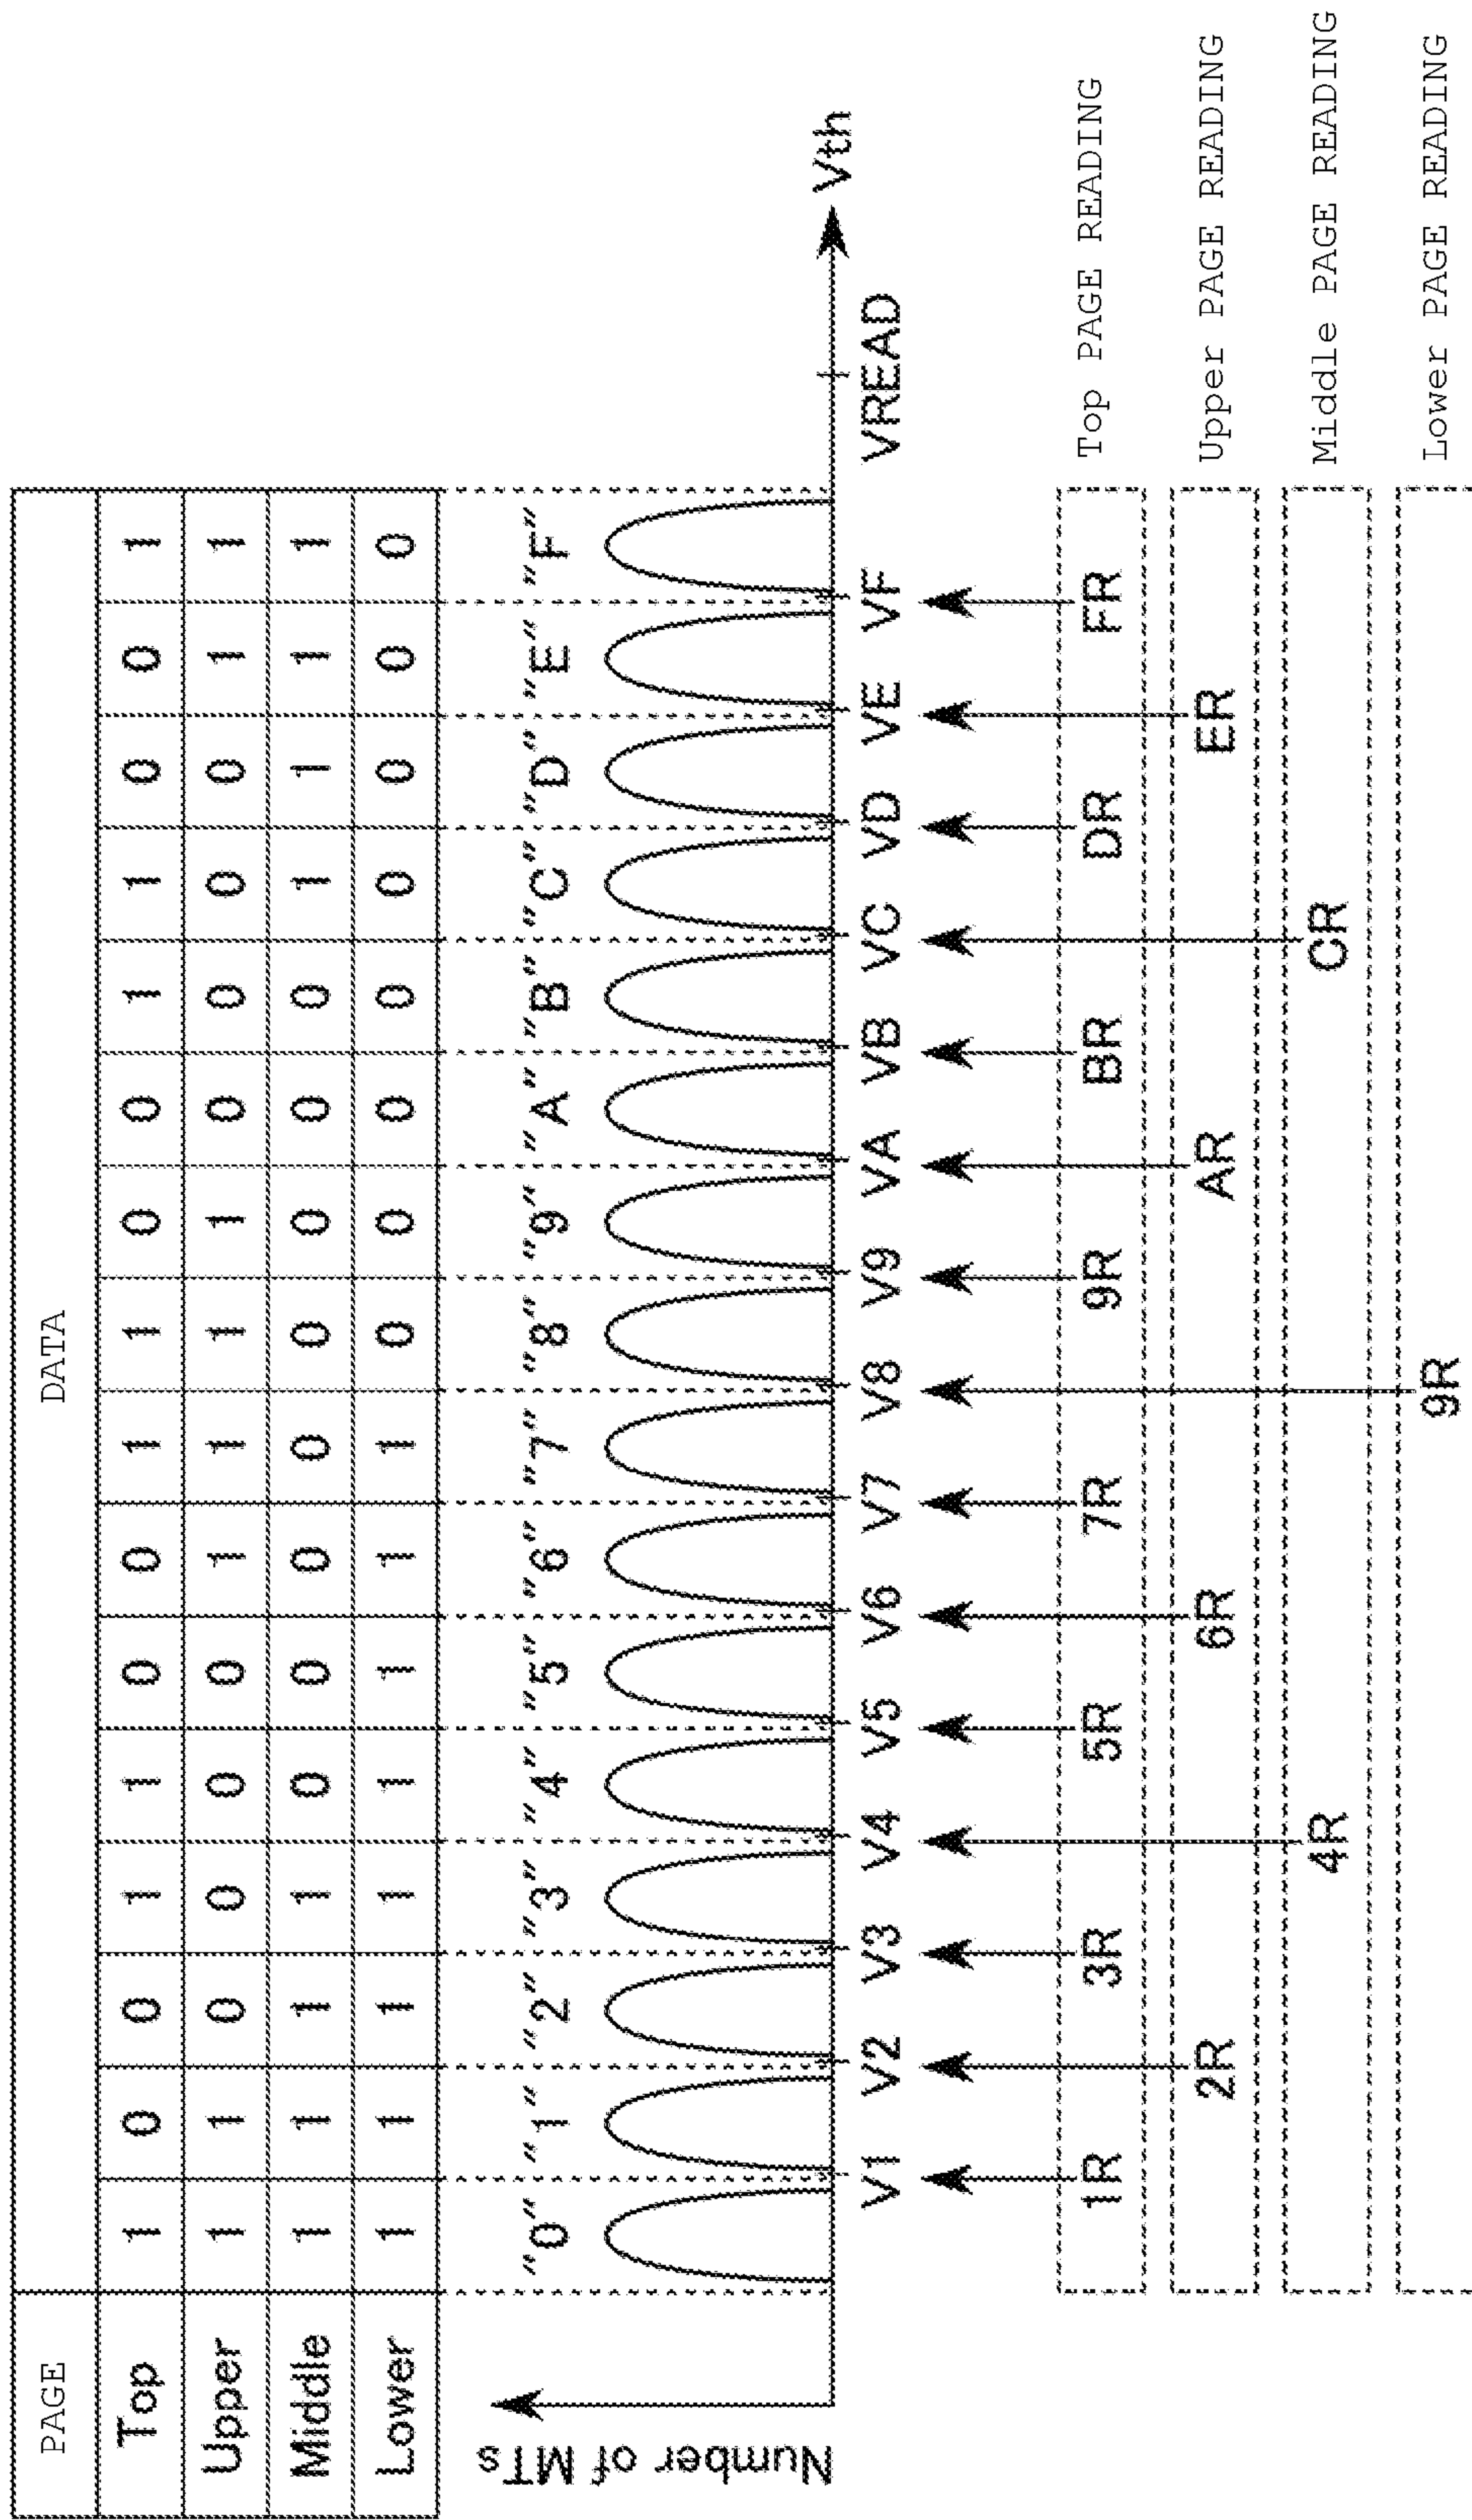 PAGE DATA
Top 1 0 0 1 1 0 0 1 1 0 0 1 1 0 0 1
Upper 1 1 0 0 0 0 1 1 1 1 0 0 0 0 1 1
Middle 1 1 1 1 0 0 0 0 0 0 0 0 1 1 1 1
Lower 1 1 1 1 1 1 1 1 0 0 0 0 0 0 0 0
"0" "1" "2" "3" "4" "5" "6" "7" "8" "9" "A" "B" "C" "D" "E" "F"
Number of MTs
V1 V2 V3 V4 V5 V6 V7 V8 V9 VA VB VC VD VE VF VREAD Vth
1R 3R 5R 7R 9R BR DR FR Top PAGE READING
2R 6R AR ER Upper PAGE READING
4R CR Middle PAGE READING
9R Lower PAGE READING